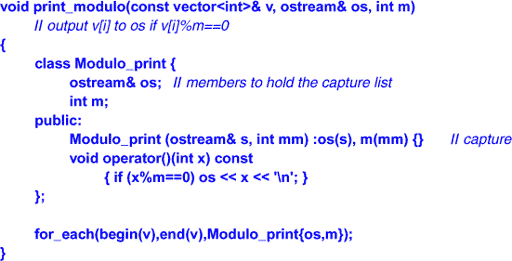 void print_modulo(const vector<int>& v, ostream& os, int m)
// output v[i] to os if v[i]%m==0
{
class Modulo_print {
ostream& os; // members to hold the capture list
int m;
public:
Modulo_print (ostream& s, int mm) :os(s), m(mm) {} // capture
void operator()(int x) const
{ if (x%m==0) os << x << '\n'; }
};
for_each(begin(v),end(v),Modulo_print{os,m});
}